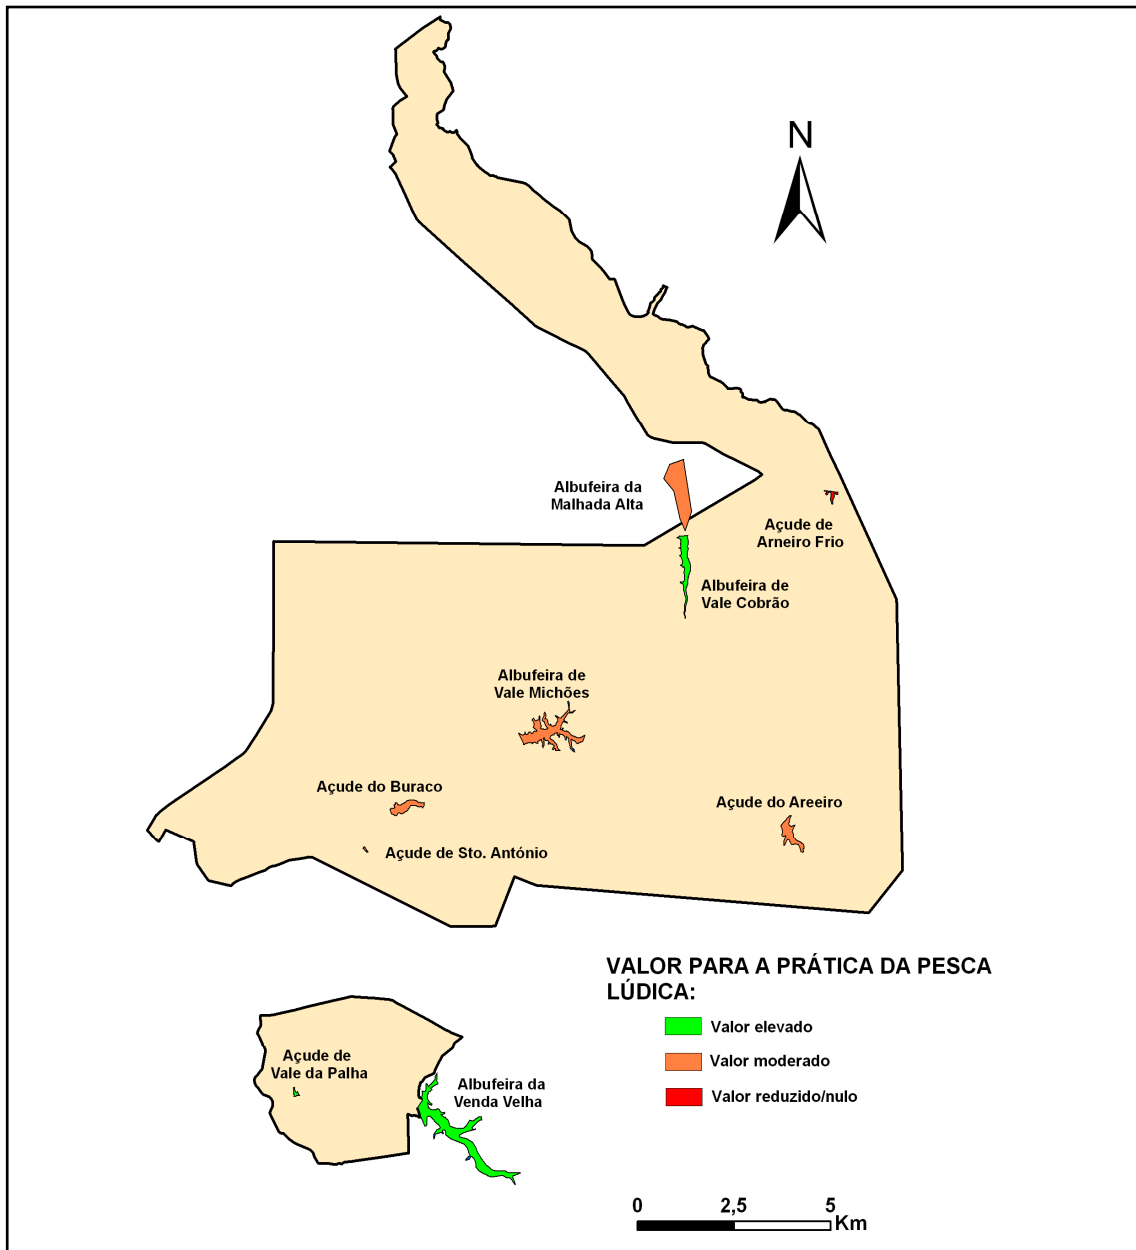 N
Albufeira da
Malhada Alta
Açude de
Arneiro Frio
Albufeira de
Vale Cobrão
Albufeira de
Vale Michões
Açude do Buraco
Açude do Areeiro
Açude de Sto. António
VALOR PARA A PRÁTICA DA PESCA
LÚDICA:
Valor elevado
Valor moderado
Valor reduzido/nulo
Açude de
Vale da Palha
Albufeira da
Venda Velha
0 2,5 5
Km